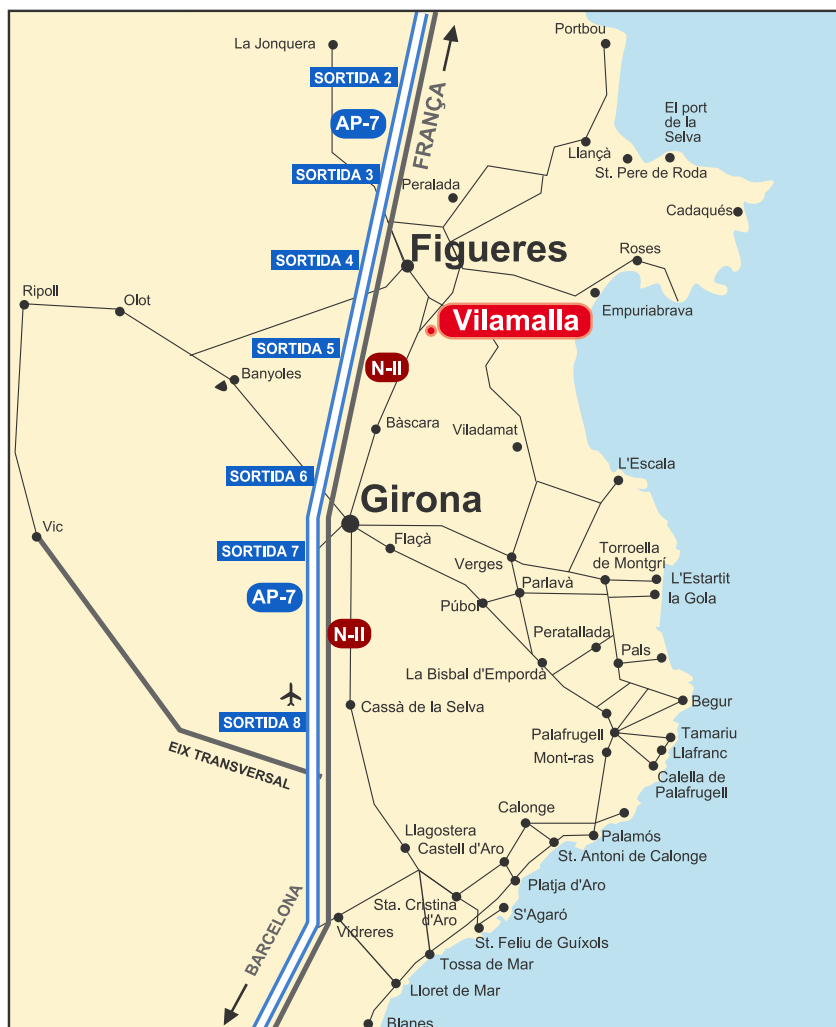 Portbou
La Jonquera
SORTIDA 2
FRANÇA
El port
de la
Selva
AP-7
Llançà
St. Pere de Roda
SORTIDA 3
Peralada
Cadaqués
Figueres
Roses
SORTIDA 4
Ripoll
Olot
Empuriabrava
Vilamalla
SORTIDA 5
N-II
Banyoles
Bàscara
Viladamat
L'Escala
SORTIDA 6
Girona
Vic
Flaçà
SORTIDA 7
Verges
Torroella
de Montgrí
L'Estartit
Parlavà
la Gola
AP-7
Púbol
N-II
Peratallada
Pals
La Bisbal d'Empordà
Begur
Cassà de la Selva
SORTIDA 8
Palafrugell
Tamariu
Mont-ras
Llafranc
EIX TRANSVERSAL
Calella de
Palafrugell
Calonge
Llagostera
Palamós
Castell d'Aro
St. Antoni de Calonge
Platja d'Aro
Sta. Cristina
d'Aro
S'Agaró
BARCELONA
Vidreres
St. Feliu de Guíxols
Tossa de Mar
Lloret de Mar
Blanes